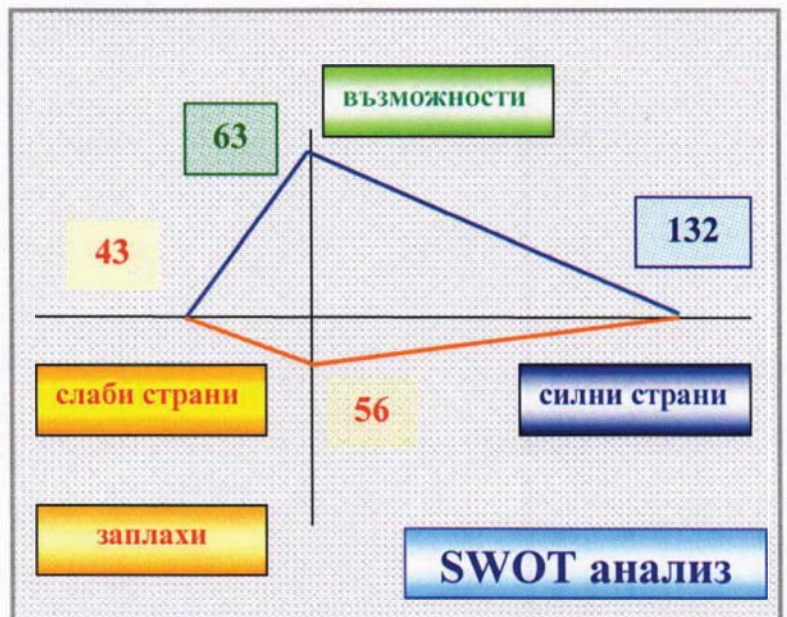 възможности
63
132
43
слаби страни
56
силни страни
заплахи
SWOT анализ